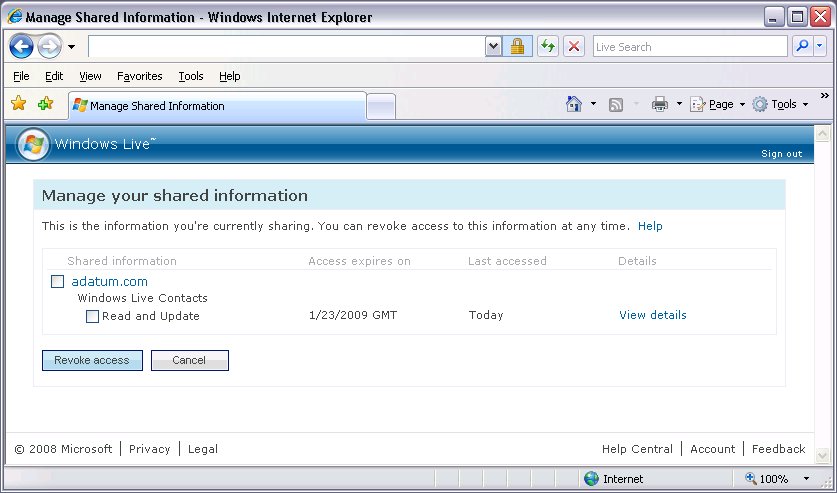 Manage Shared Information - Windows Internet Explorer
Live Search
File Edit View Favorites Tools Help
Manage Shared Information
Page Tools »
Windows Live™
Sign out
Manage your shared information
This is the information you're currently sharing. You can revoke access to this information at any time. Help
Shared information Access expires on Last accessed Details
adatum.com
Windows Live Contacts
Read and Update 1/23/2009 GMT Today View details
Revoke access Cancel
© 2008 Microsoft Privacy Legal Help Central Account Feedback
Internet 100%